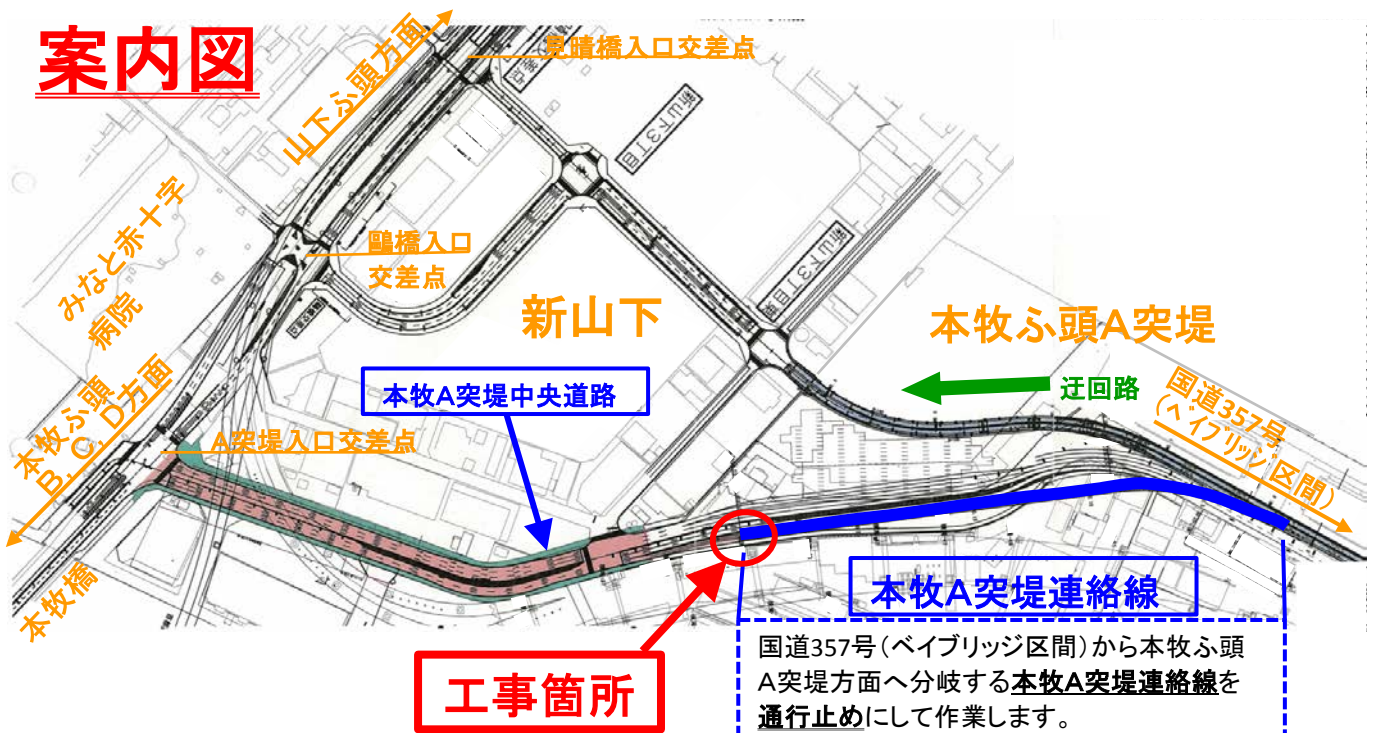 案内図
山下ふ頭方面
見晴橋入口交差点
新山下3丁目
みなと赤十字
病院
鷗橋入口
交差点
新山下
新山下3丁目東
本牧ふ頭A突堤
本牧A突堤中央道路
迂回路
国道357号
(ベイブリッジ区間)
本牧ふ頭
B,C,D方面
A突堤入口交差点
本牧橋
本牧A突堤連絡線
工事箇所
国道357号(ベイブリッジ区間)から本牧ふ頭
A突堤方面へ分岐する本牧A突堤連絡線を
通行止めにして作業します。